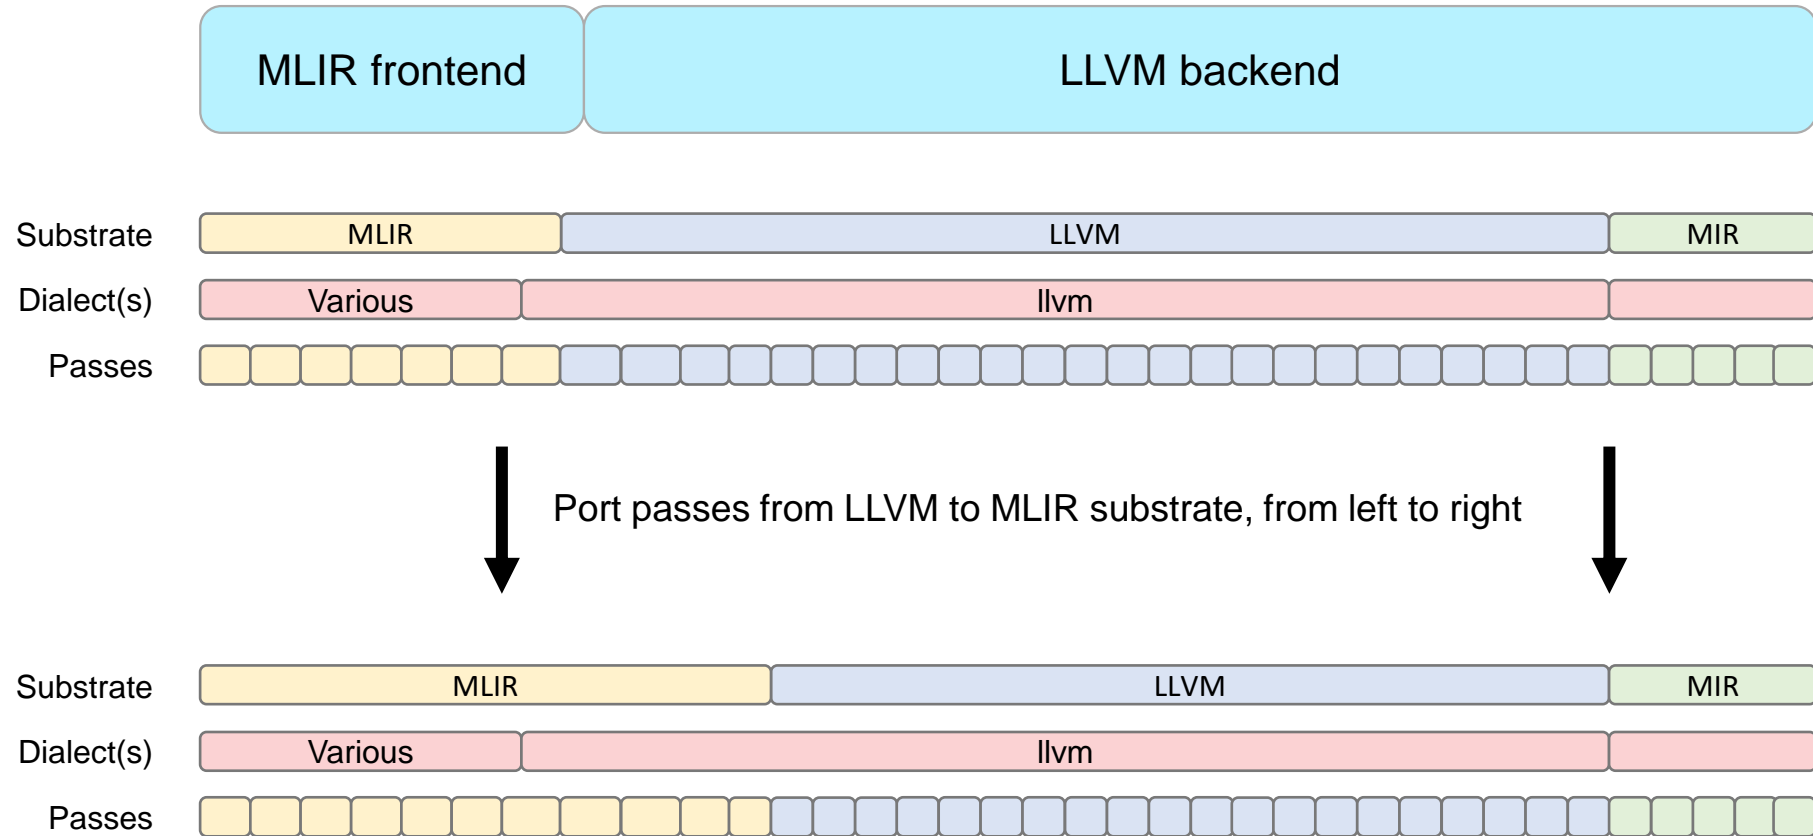 MLIR frontend
LLVM backend
Substrate
MLIR
LLVM
MIR
Dialect(s)
Various
llvm
Passes
Port passes from LLVM to MLIR substrate, from left to right
Substrate
MLIR
LLVM
MIR
Dialect(s)
Various
llvm
Passes